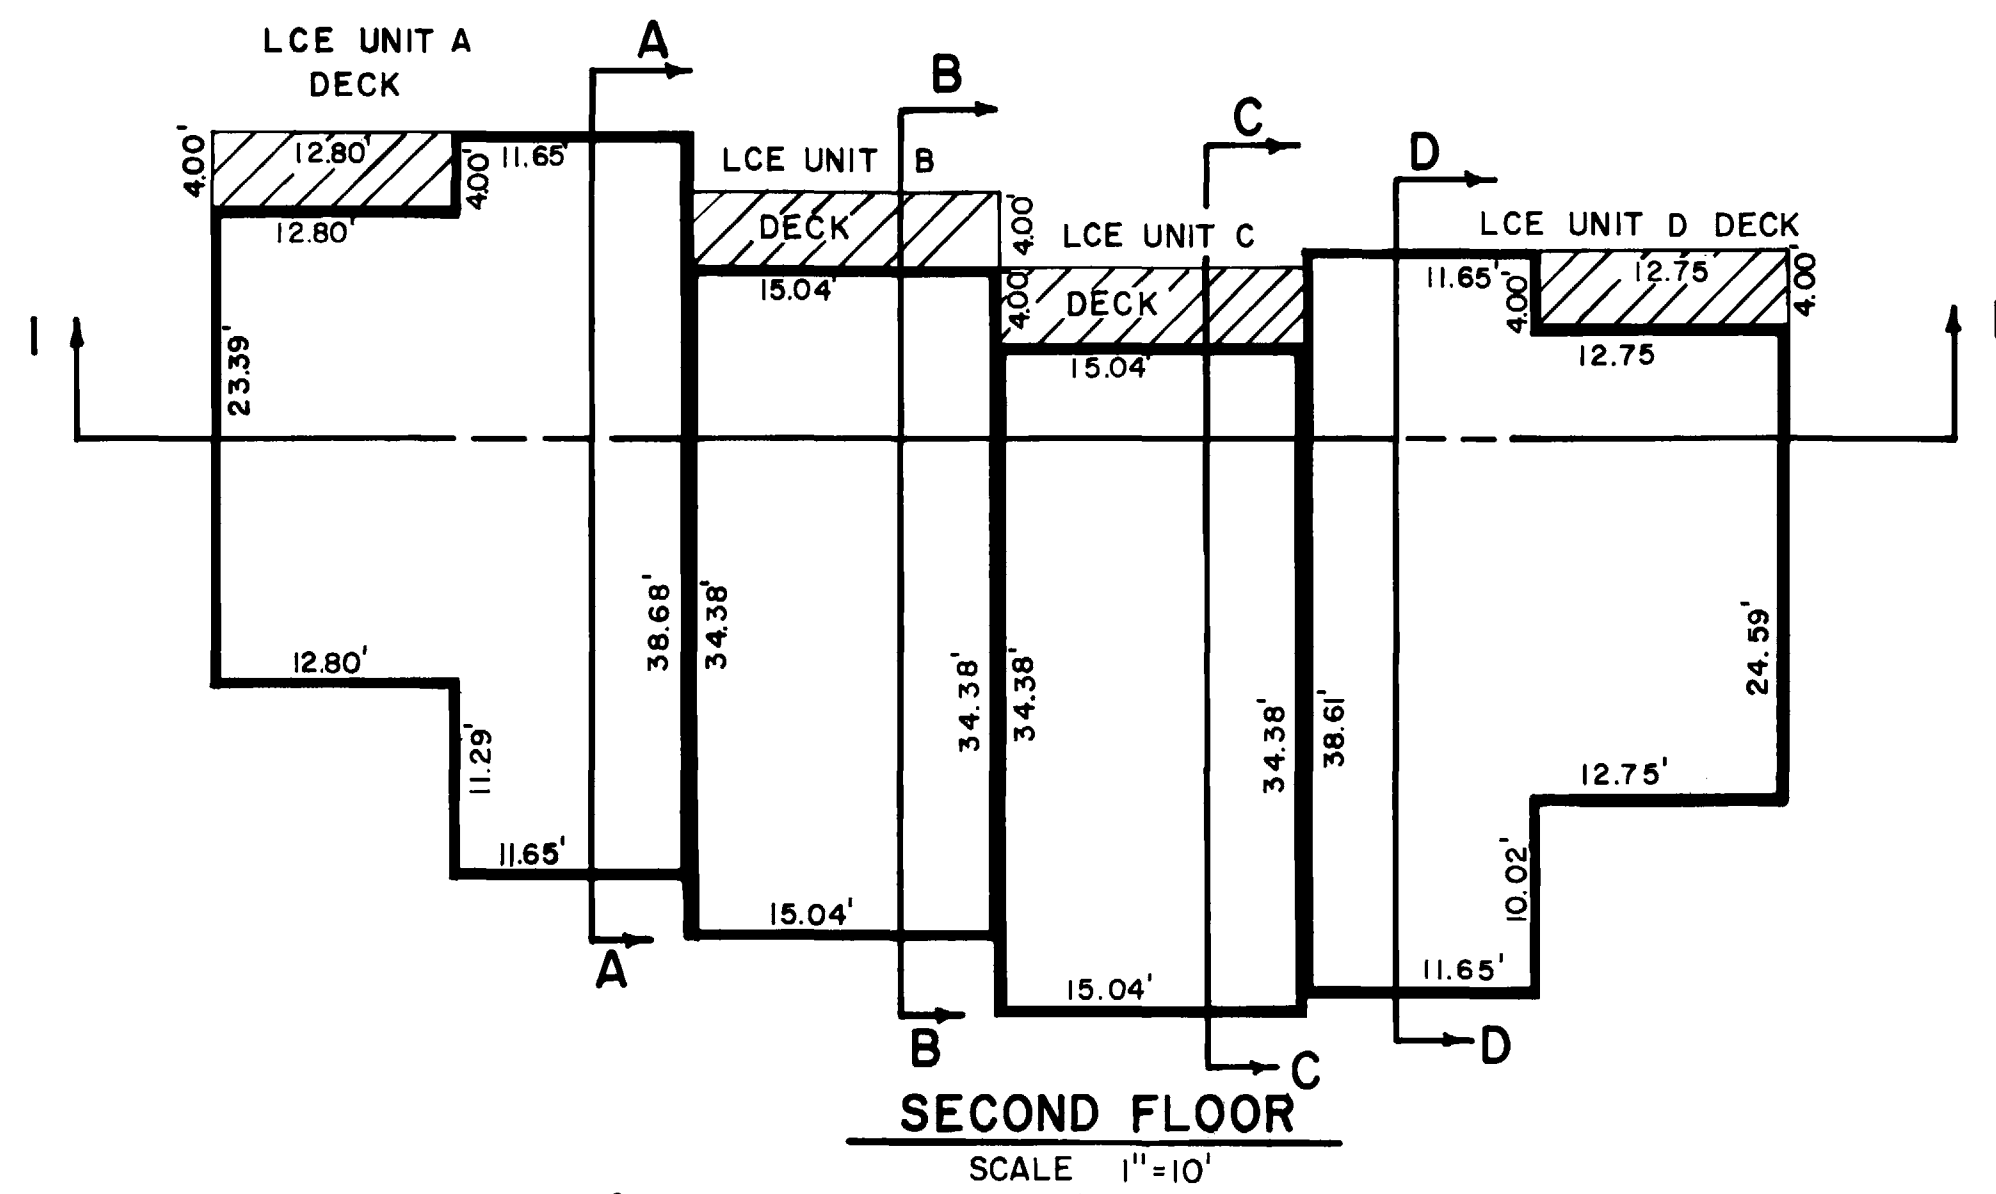 LCE UNIT A
DECK
A
B
C
D
4.00'
12.80'
4.00'
11.65'
12.80'
LCE UNIT B
DECK
4.00'
15.04'
LCE UNIT C
4.00'
DECK
15.04'
LCE UNIT D DECK
11.65'
4.00'
12.75'
4.00'
12.75
I
23.39'
12.80'
11.29'
11.65'
38.68'
34.38'
34.38'
34.38'
34.38'
38.61'
24.59'
12.75'
10.02'
11.65'
15.04'
15.04'
A
B
C
D
SECOND FLOOR
SCALE 1"=10'